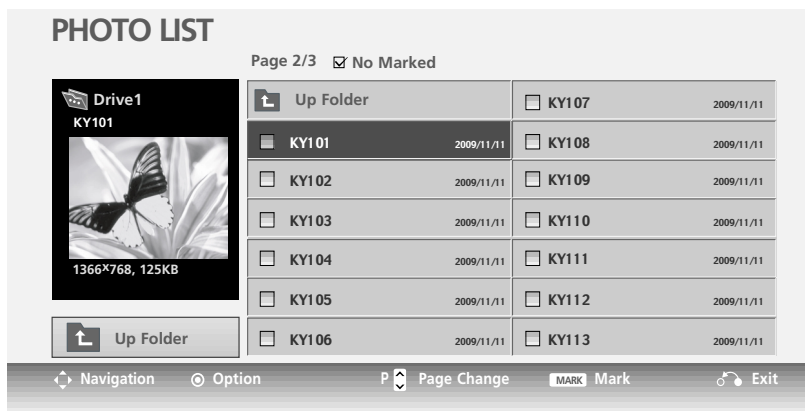 PHOTO LIST
Page 2/3 No Marked
Drive1
KY101
1366x768, 125KB
Up Folder
Up Folder
KY101 2009/11/11
KY102 2009/11/11
KY103 2009/11/11
KY104 2009/11/11
KY105 2009/11/11
KY106 2009/11/11
KY107 2009/11/11
KY108 2009/11/11
KY109 2009/11/11
KY110 2009/11/11
KY111 2009/11/11
KY112 2009/11/11
KY113 2009/11/11
Navigation Option P Page Change MARK Mark Exit